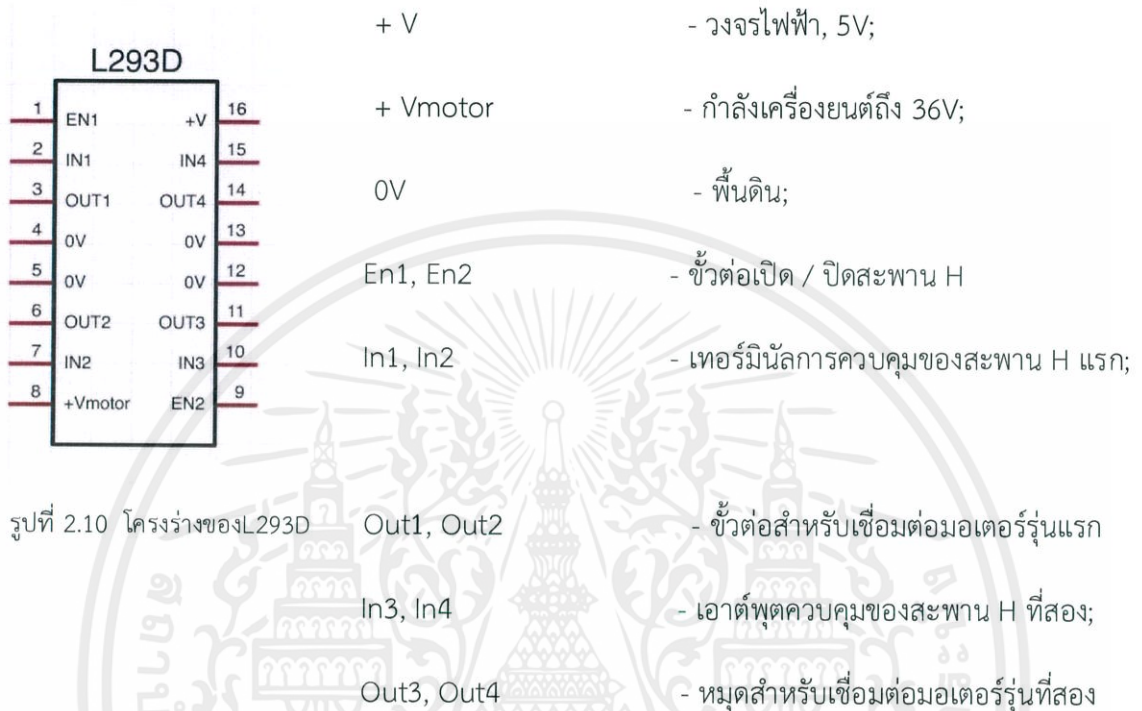 L293D
1 EN1 +V 16
2 IN1 IN4 15
3 OUT1 OUT4 14
4 0V 0V 13
5 0V 0V 12
6 OUT2 OUT3 11
7 IN2 IN3 10
8 +Vmotor EN2 9
+ V - วงจรไฟฟ้า, 5V;
+ Vmotor - กำลังเครื่องยนต์ถึง 36V;
0V - พื้นดิน;
En1, En2 - ขั้วต่อเปิด / ปิดสะพาน H
In1, In2 - เทอร์มินัลการควบคุมของสะพาน H แรก;
รูปที่ 2.10 โครงร่างของL293D
Out1, Out2 - ขั้วต่อสำหรับเชื่อมต่อมอเตอร์รุ่นแรก
In3, In4 - เอาต์พุตควบคุมของสะพาน H ที่สอง;
Out3, Out4 - หมุดสำหรับเชื่อมต่อมอเตอร์รุ่นที่สอง